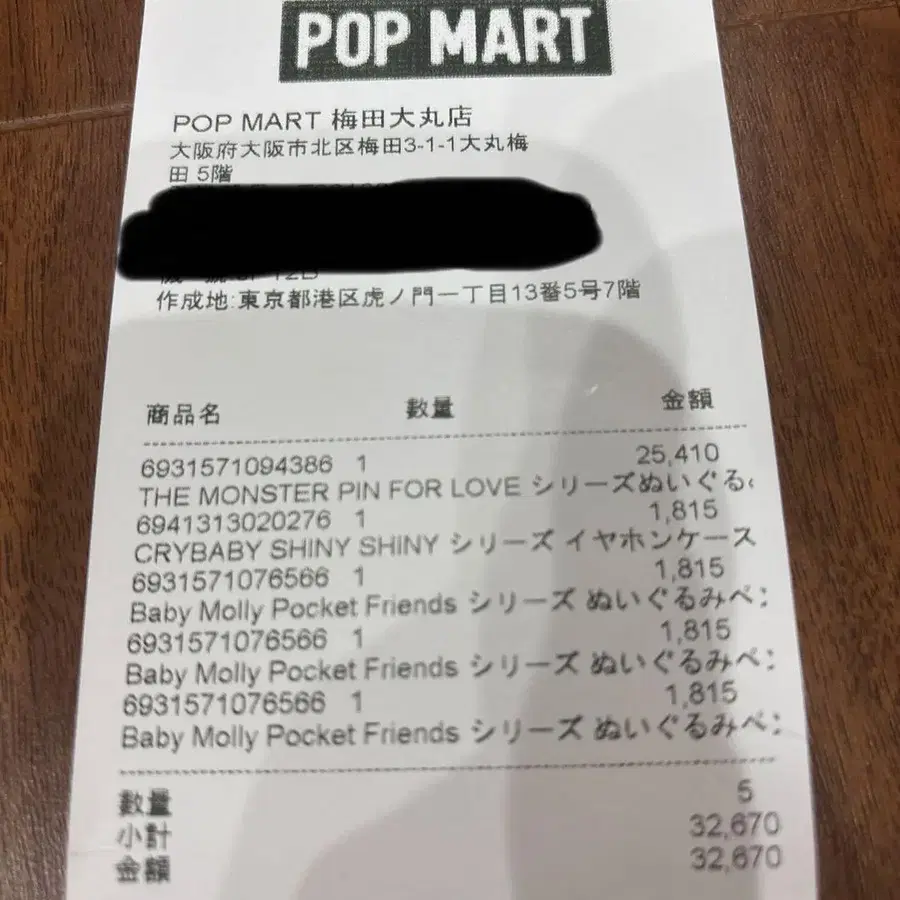 POP MART
POP MART 梅田大丸店
大阪府大阪市北区梅田3-1-1大丸梅
田 5階
作成地:東京都港区虎ノ門一丁目13番5号7階
商品名 数量 金額
6931571094386 1 25,410
THE MONSTER PIN FOR LOVE シリーズぬいぐる
6941313020276 1 1,815
CRYBABY SHINY SHINY シリーズ イヤホンケース
6931571076566 1 1,815
Baby Molly Pocket Friends シリーズ ぬいぐるみペ
6931571076566 1 1,815
Baby Molly Pocket Friends シリーズ ぬいぐるみペ
6931571076566 1 1,815
Baby Molly Pocket Friends シリーズ ぬいぐるみペ
数量 5
小計 32,670
金額 32,670